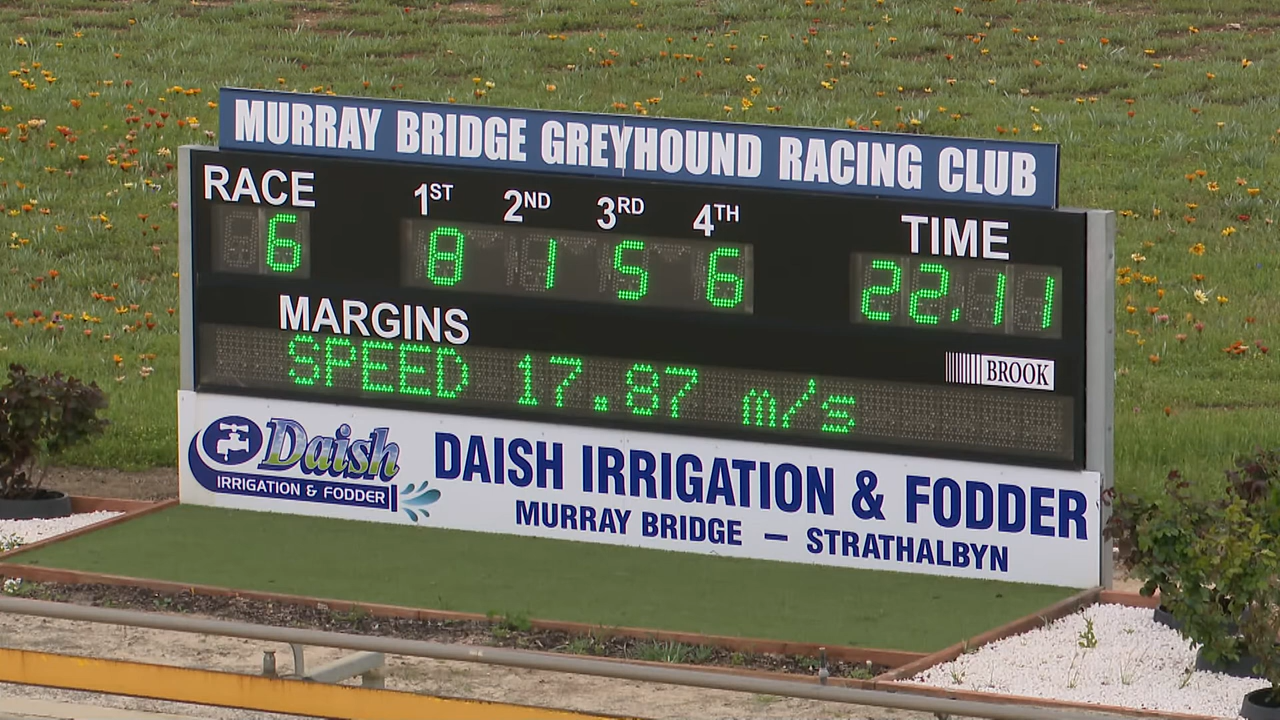 MURRAY BRIDGE GREYHOUND RACING CLUB
RACE 1ST 2ND 3RD 4TH TIME
6 8 1 5 6 22.11
MARGINS
BROOK
SPEED 17.87 m/s
Daish
IRRIGATION & FODDER
DAISH IRRIGATION & FODDER
MURRAY BRIDGE – STRATHALBYN